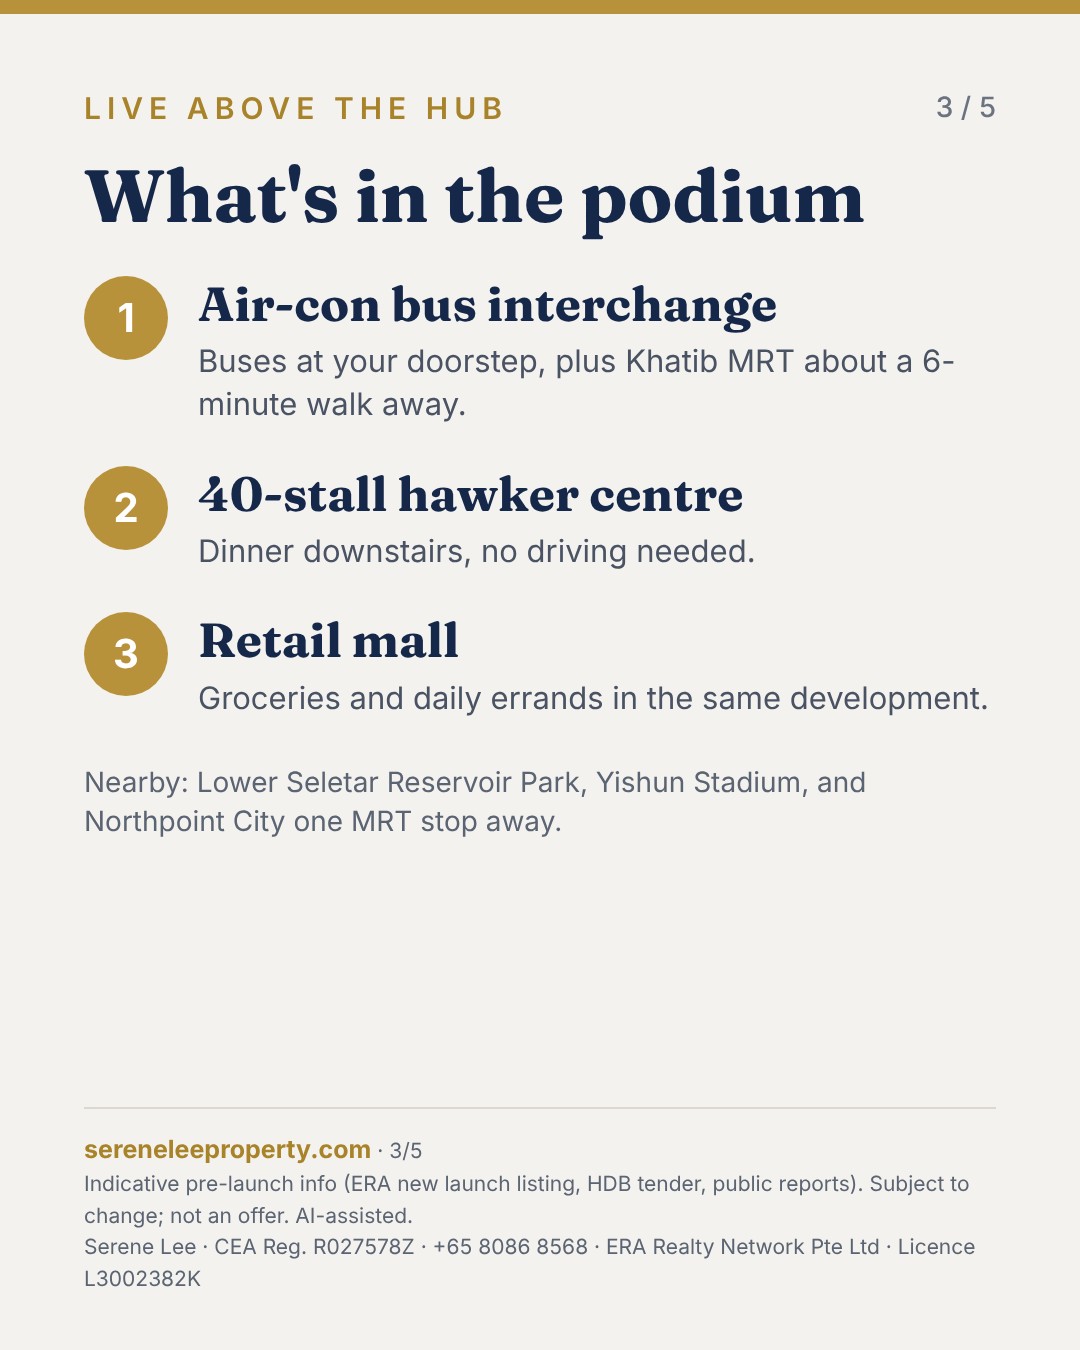 LIVE ABOVE THE HUB
3 / 5
What's in the podium
1
Air-con bus interchange
Buses at your doorstep, plus Khatib MRT about a 6-
minute walk away.
2
40-stall hawker centre
Dinner downstairs, no driving needed.
3
Retail mall
Groceries and daily errands in the same development.
Nearby: Lower Seletar Reservoir Park, Yishun Stadium, and
Northpoint City one MRT stop away.
sereneleeproperty.com · 3/5
Indicative pre-launch info (ERA new launch listing, HDB tender, public reports). Subject to
change; not an offer. AI-assisted.
Serene Lee · CEA Reg. R027578Z · +65 8086 8568 · ERA Realty Network Pte Ltd · Licence
L3002382K